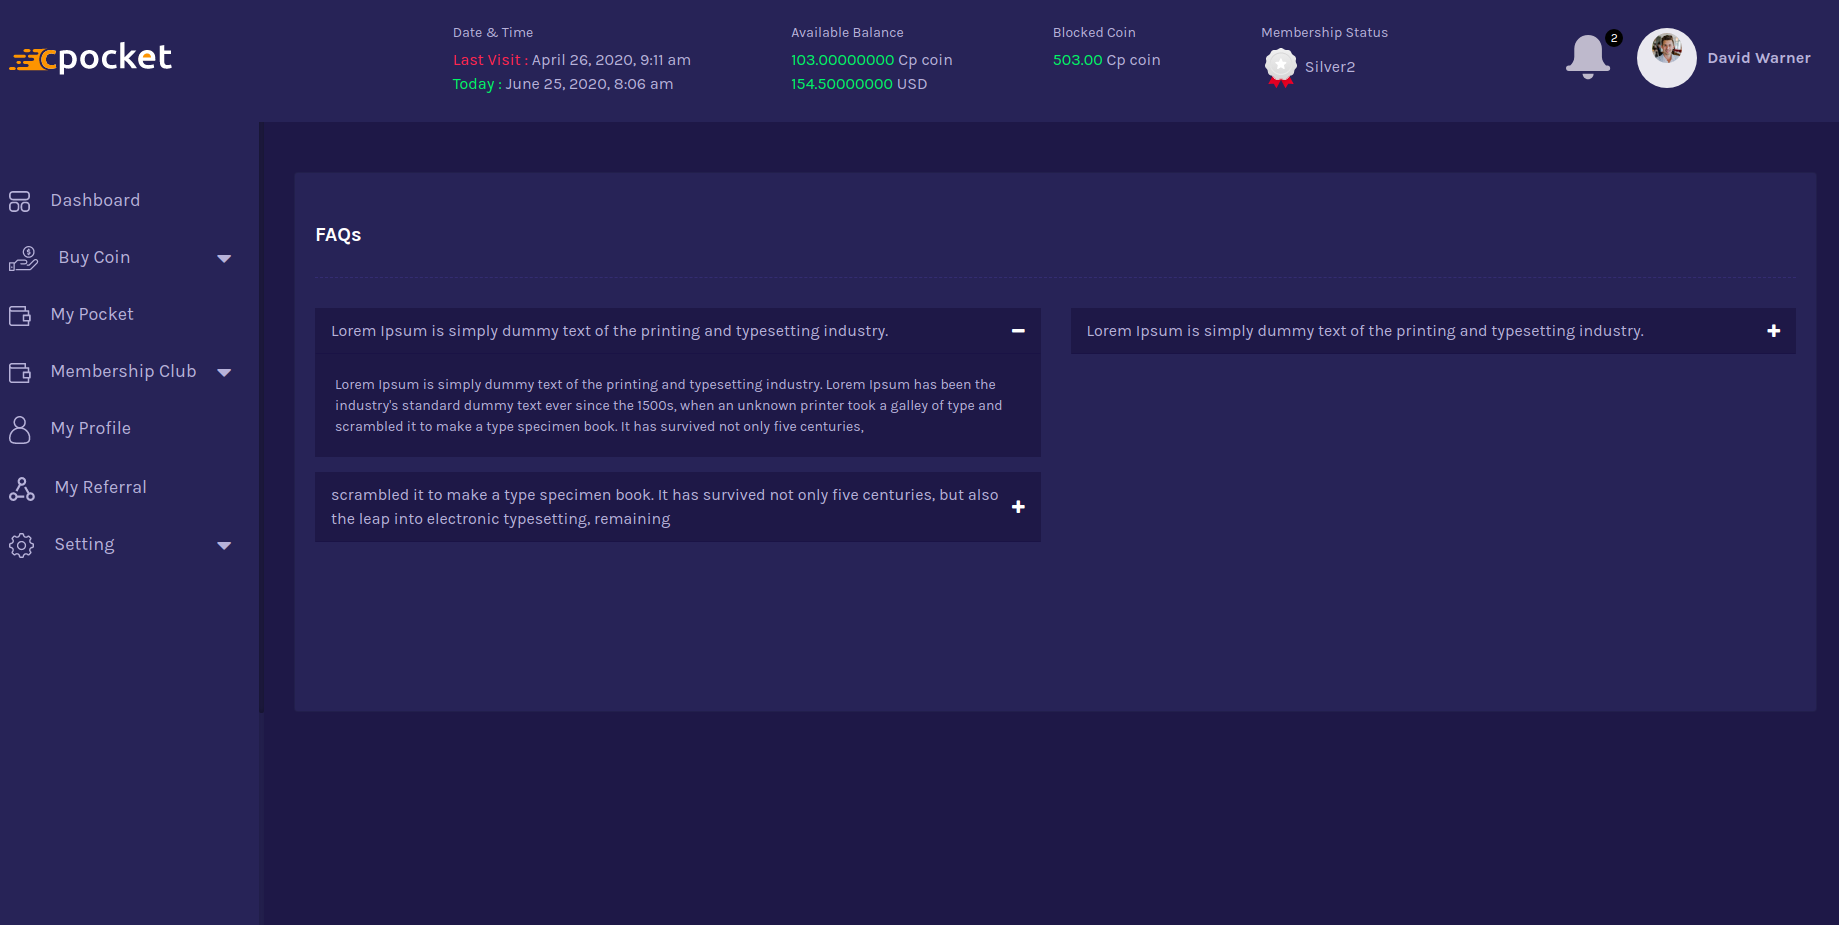 cpocket
Date & Time
Last Visit : April 26, 2020, 9:11 am
Today : June 25, 2020, 8:06 am
Available Balance
103.00000000 Cp coin
154.50000000 USD
Blocked Coin
503.00 Cp coin
Membership Status
Silver2
2
David Warner
Dashboard
Buy Coin
My Pocket
Membership Club
My Profile
My Referral
Setting
FAQs
Lorem Ipsum is simply dummy text of the printing and typesetting industry.
Lorem Ipsum is simply dummy text of the printing and typesetting industry. Lorem Ipsum has been the
industry's standard dummy text ever since the 1500s, when an unknown printer took a galley of type and
scrambled it to make a type specimen book. It has survived not only five centuries,
scrambled it to make a type specimen book. It has survived not only five centuries, but also
the leap into electronic typesetting, remaining
Lorem Ipsum is simply dummy text of the printing and typesetting industry.